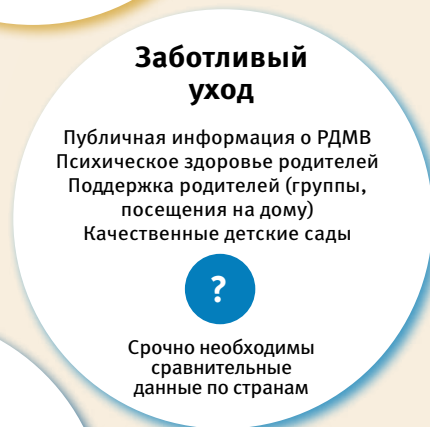 Заботливый
уход
Публичная информация о РДМВ
Психическое здоровье родителей
Поддержка родителей (группы,
посещения на дому)
Качественные детские сады
?
Срочно необходимы
сравнительные
данные по странам